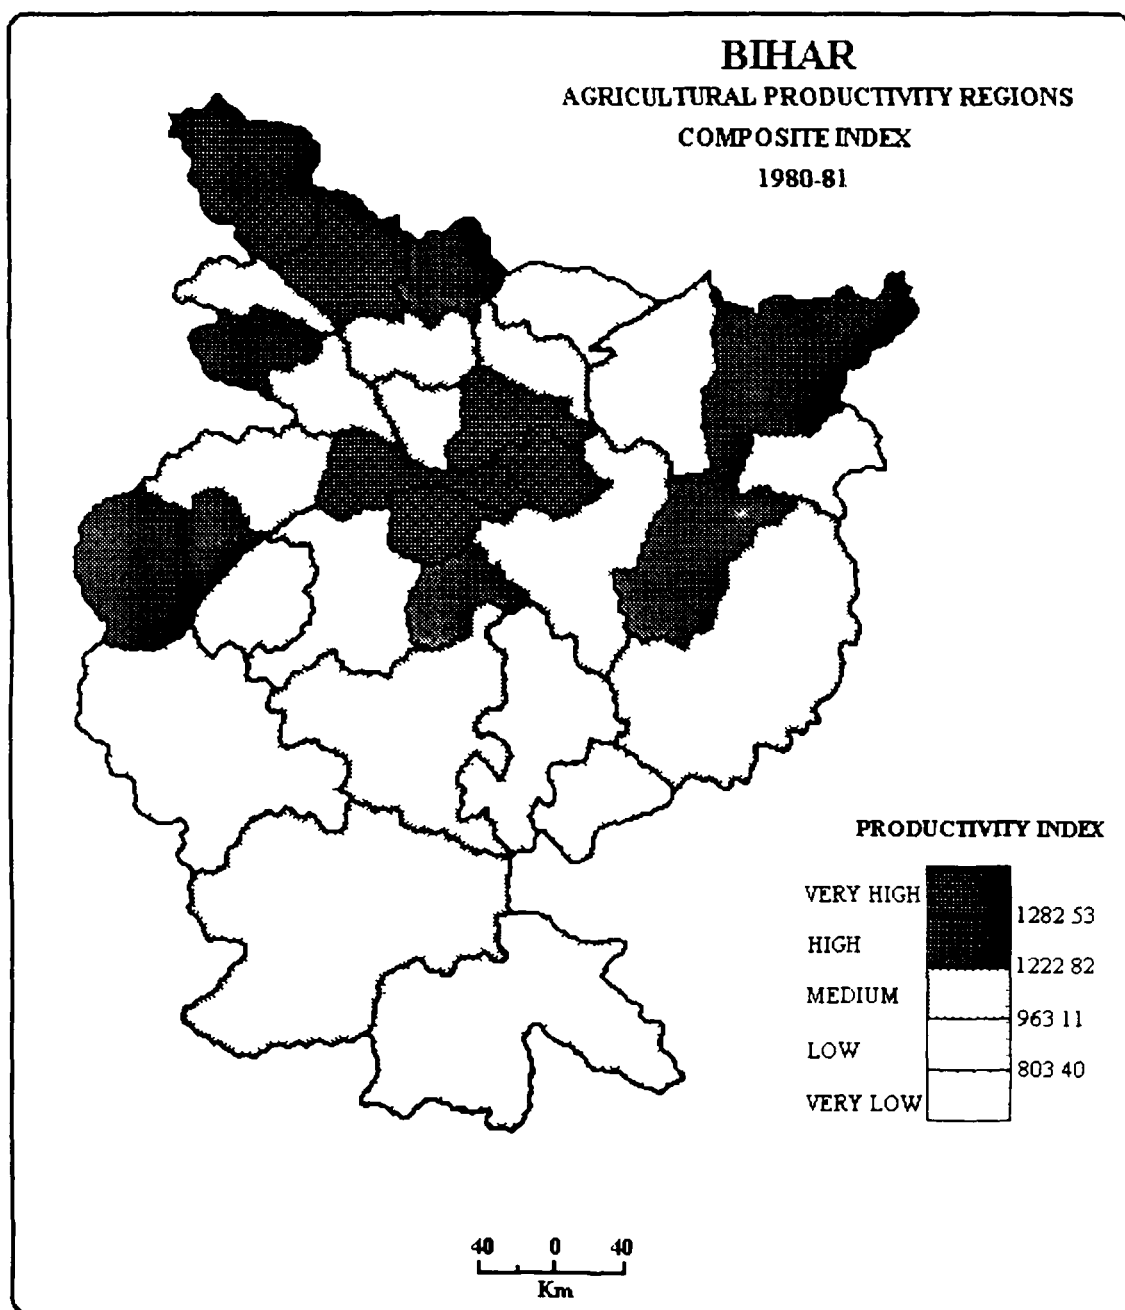 BIHAR
AGRICULTURAL PRODUCTIVITY REGIONS
COMPOSITE INDEX
1980-81
PRODUCTIVITY INDEX
VERY HIGH
1282 53
HIGH
1222 82
MEDIUM
963 11
LOW
803 40
VERY LOW
40 0 40
Km